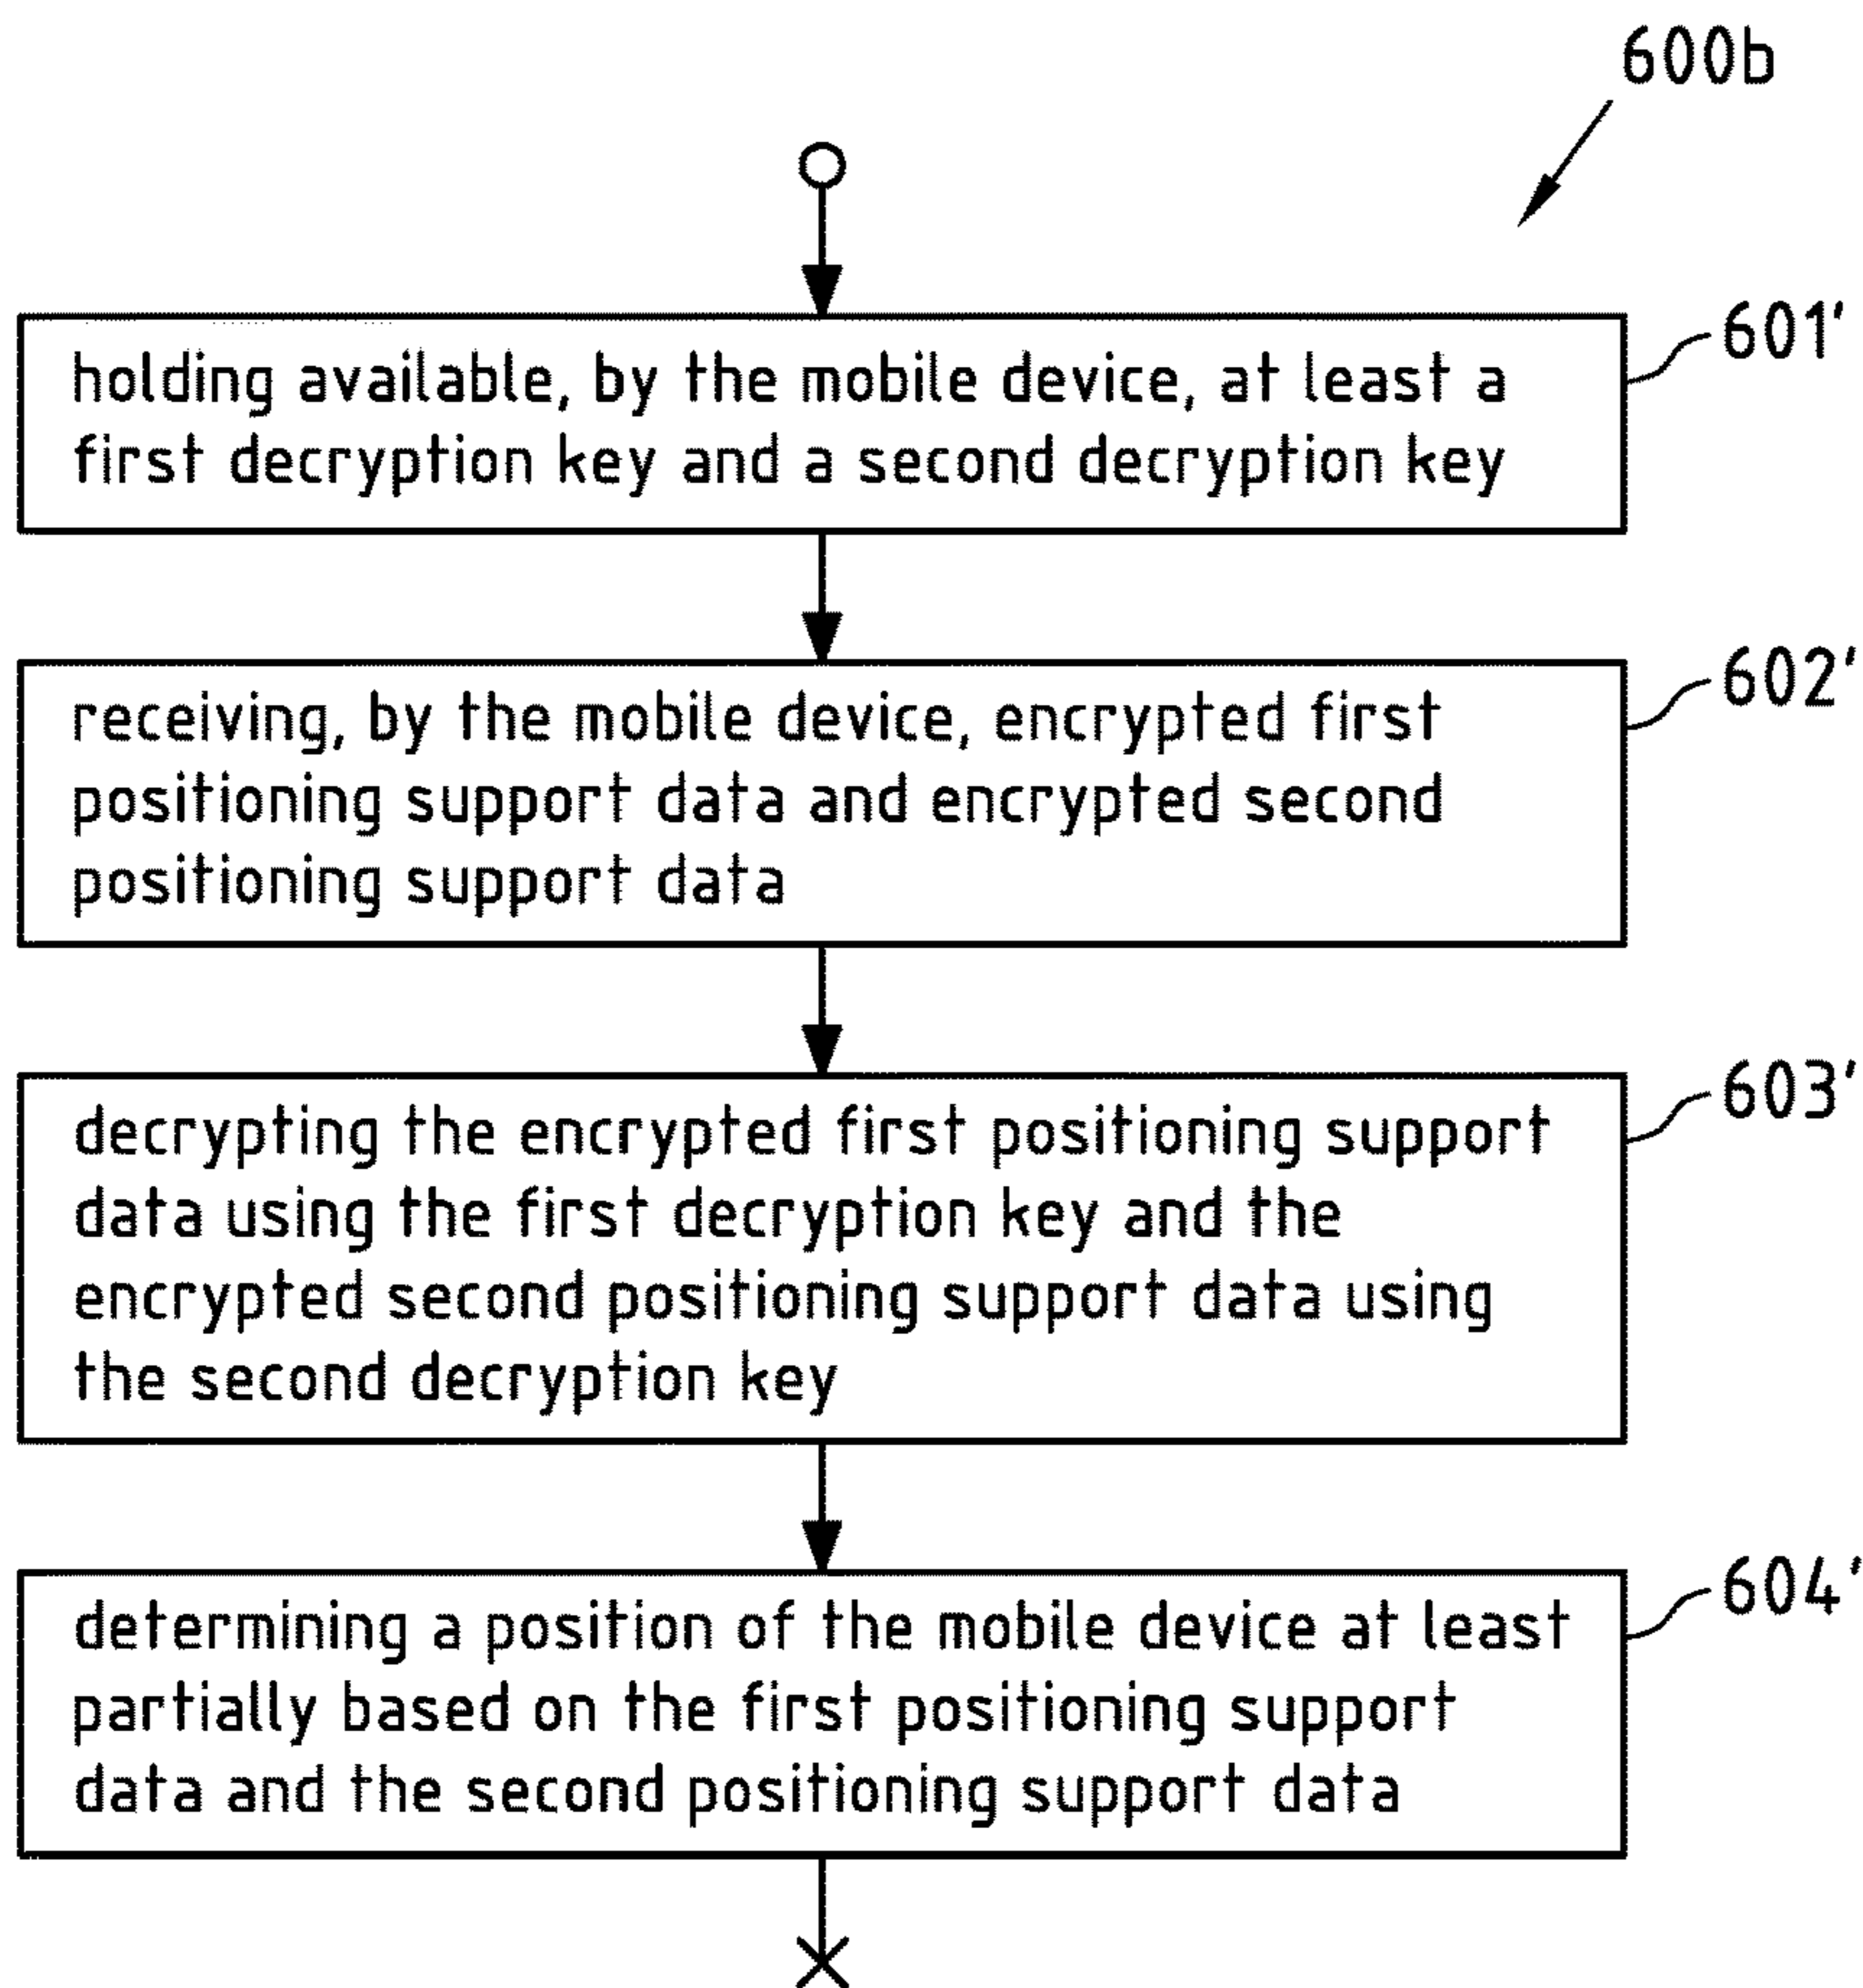 600b
holding available, by the mobile device, at least a
first decryption key and a second decryption key
601'
receiving, by the mobile device, encrypted first
positioning support data and encrypted second
positioning support data
602'
decrypting the encrypted first positioning support
data using the first decryption key and the
encrypted second positioning support data using
the second decryption key
603'
determining a position of the mobile device at least
partially based on the first positioning support
data and the second positioning support data
604'